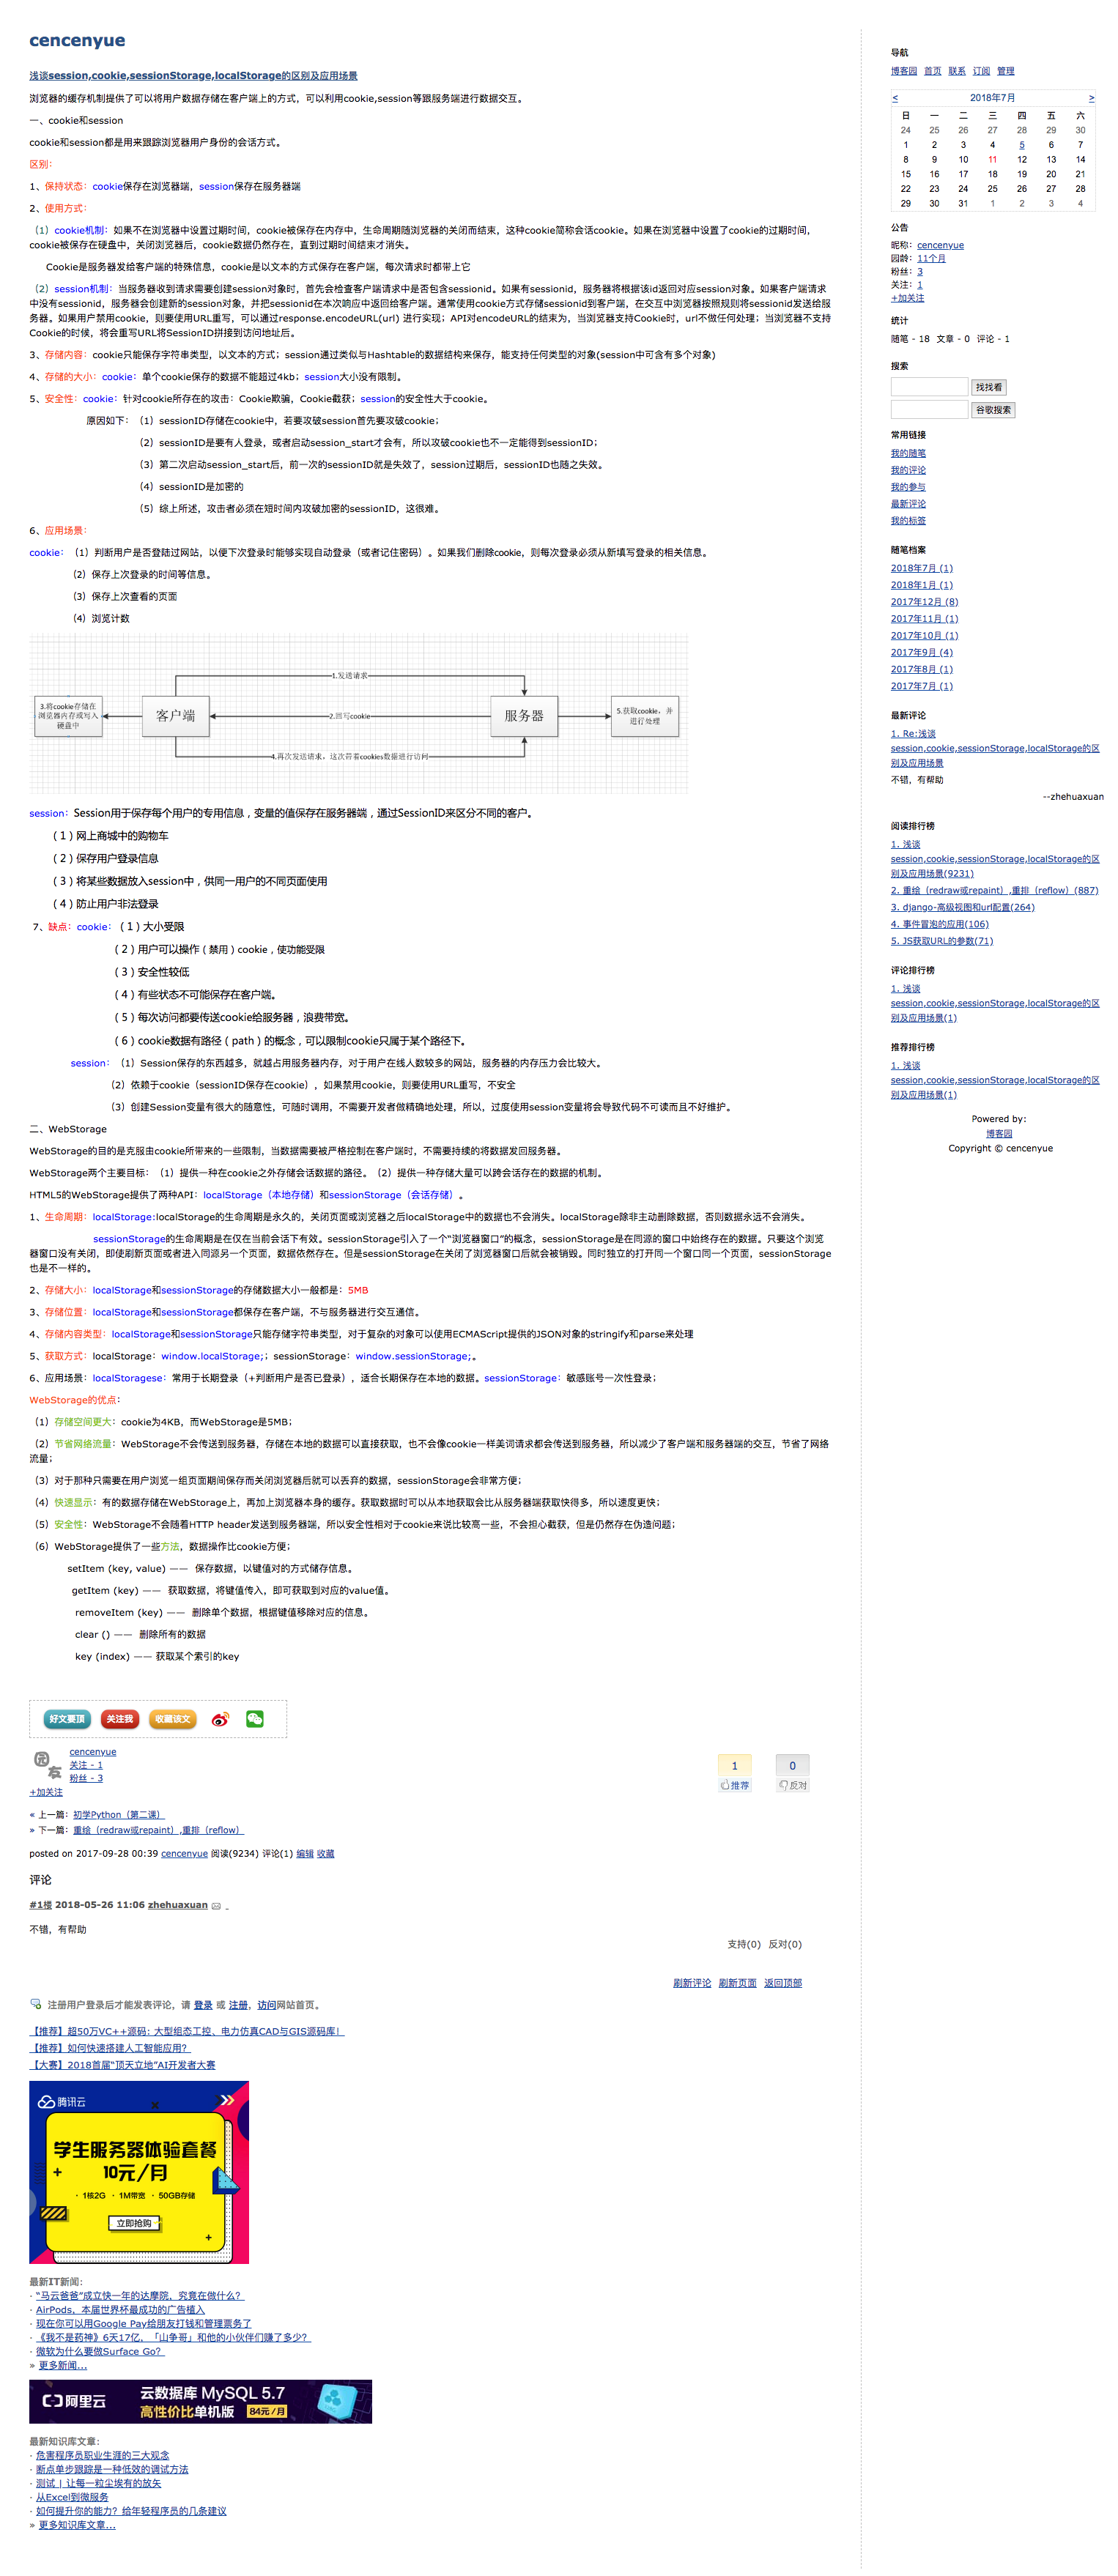 cencenyue
浅谈session,cookie,sessionStorage,localStorage的区别及应用场景
浏览器的缓存机制提供了可以将用户数据存储在客户端上的方式，可以利用cookie,session等跟服务端进行数据交互。
一、cookie和session
cookie和session都是用来跟踪浏览器用户身份的会话方式。
区别：
1、保持状态：cookie保存在浏览器端，session保存在服务器端
2、使用方式：
（1）cookie机制：如果不在浏览器中设置过期时间，cookie被保存在内存中，生命周期随浏览器的关闭而结束，这种cookie简称会话cookie。如果在浏览器中设置了cookie的过期时间，
cookie被保存在硬盘中，关闭浏览器后，cookie数据仍然存在，直到过期时间结束才消失。
Cookie是服务器发给客户端的特殊信息，cookie是以文本的方式保存在客户端，每次请求时都带上它
（2）session机制：当服务器收到请求需要创建session对象时，首先会检查客户端请求中是否包含sessionid。如果有sessionid，服务器将根据该id返回对应session对象。如果客户端请求
中没有sessionid，服务器会创建新的session对象，并把sessionid在本次响应中返回给客户端。通常使用cookie方式存储sessionid到客户端，在交互中浏览器按照规则将sessionid发送给服
务器。如果用户禁用cookie，则要使用URL重写，可以通过response.encodeURL(url) 进行实现；API对encodeURL的结束为，当浏览器支持Cookie时，url不做任何处理；当浏览器不支持
Cookie的时候，将会重写URL将SessionID拼接到访问地址后。
3、存储内容：cookie只能保存字符串类型，以文本的方式；session通过类似与Hashtable的数据结构来保存，能支持任何类型的对象(session中可含有多个对象)
4、存储的大小：cookie：单个cookie保存的数据不能超过4kb；session大小没有限制。
5、安全性：cookie：针对cookie所存在的攻击：Cookie欺骗，Cookie截获；session的安全性大于cookie。
原因如下：（1）sessionID存储在cookie中，若要攻破session首先要攻破cookie；
（2）sessionID是要有人登录，或者启动session_start才会有，所以攻破cookie也不一定能得到sessionID；
（3）第二次启动session_start后，前一次的sessionID就是失效了，session过期后，sessionID也随之失效。
（4）sessionID是加密的
（5）综上所述，攻击者必须在短时间内攻破加密的sessionID，这很难。
6、应用场景：
cookie：（1）判断用户是否登陆过网站，以便下次登录时能够实现自动登录（或者记住密码）。如果我们删除cookie，则每次登录必须从新填写登录的相关信息。
（2）保存上次登录的时间等信息。
（3）保存上次查看的页面
（4）浏览计数
1.发送请求
3.将cookie存储在
浏览器内存或写入
硬盘中
客户端
2.回写cookie
服务器
5.获取cookie，并
进行处理
4.再次发送请求，这次带着cookies数据进行访问
session：Session用于保存每个用户的专用信息，变量的值保存在服务器端，通过SessionID来区分不同的客户。
（1）网上商城中的购物车
（2）保存用户登录信息
（3）将某些数据放入session中，供同一用户的不同页面使用
（4）防止用户非法登录
7、缺点：cookie：（1）大小受限
（2）用户可以操作（禁用）cookie，使功能受限
（3）安全性较低
（4）有些状态不可能保存在客户端。
（5）每次访问都要传送cookie给服务器，浪费带宽。
（6）cookie数据有路径（path）的概念，可以限制cookie只属于某个路径下。
session：（1）Session保存的东西越多，就越占用服务器内存，对于用户在线人数较多的网站，服务器的内存压力会比较大。
（2）依赖于cookie（sessionID保存在cookie），如果禁用cookie，则要使用URL重写，不安全
（3）创建Session变量有很大的随意性，可随时调用，不需要开发者做精确地处理，所以，过度使用session变量将会导致代码不可读而且不好维护。
二、WebStorage
WebStorage的目的是克服由cookie所带来的一些限制，当数据需要被严格控制在客户端时，不需要持续的将数据发回服务器。
WebStorage两个主要目标：（1）提供一种在cookie之外存储会话数据的路径。（2）提供一种存储大量可以跨会话存在的数据的机制。
HTML5的WebStorage提供了两种API：localStorage（本地存储）和sessionStorage（会话存储）。
1、生命周期：localStorage:localStorage的生命周期是永久的，关闭页面或浏览器之后localStorage中的数据也不会消失。localStorage除非主动删除数据，否则数据永远不会消失。
sessionStorage的生命周期是在仅在当前会话下有效。sessionStorage引入了一个“浏览器窗口”的概念，sessionStorage是在同源的窗口中始终存在的数据。只要这个浏览
器窗口没有关闭，即使刷新页面或者进入同源另一个页面，数据依然存在。但是sessionStorage在关闭了浏览器窗口后就会被销毁。同时独立的打开同一个窗口同一个页面，sessionStorage
也是不一样的。
2、存储大小：localStorage和sessionStorage的存储数据大小一般都是：5MB
3、存储位置：localStorage和sessionStorage都保存在客户端，不与服务器进行交互通信。
4、存储内容类型：localStorage和sessionStorage只能存储字符串类型，对于复杂的对象可以使用ECMAScript提供的JSON对象的stringify和parse来处理
5、获取方式：localStorage：window.localStorage;；sessionStorage：window.sessionStorage;。
6、应用场景：localStoragese：常用于长期登录（+判断用户是否已登录），适合长期保存在本地的数据。sessionStorage：敏感账号一次性登录；
WebStorage的优点：
（1）存储空间更大：cookie为4KB，而WebStorage是5MB；
（2）节省网络流量：WebStorage不会传送到服务器，存储在本地的数据可以直接获取，也不会像cookie一样美词请求都会传送到服务器，所以减少了客户端和服务器端的交互，节省了网络
流量；
（3）对于那种只需要在用户浏览一组页面期间保存而关闭浏览器后就可以丢弃的数据，sessionStorage会非常方便；
（4）快速显示：有的数据存储在WebStorage上，再加上浏览器本身的缓存。获取数据时可以从本地获取会比从服务器端获取快得多，所以速度更快；
（5）安全性：WebStorage不会随着HTTP header发送到服务器端，所以安全性相对于cookie来说比较高一些，不会担心截获，但是仍然存在伪造问题；
（6）WebStorage提供了一些方法，数据操作比cookie方便；
setItem (key, value) —— 保存数据，以键值对的方式储存信息。
getItem (key) —— 获取数据，将键值传入，即可获取到对应的value值。
removeItem (key) —— 删除单个数据，根据键值移除对应的信息。
clear () —— 删除所有的数据
key (index) —— 获取某个索引的key
好文要顶 关注我 收藏该文
园友
cencenyue
关注 - 1
粉丝 - 3
+加关注
1 0
推荐 反对
« 上一篇：初学Python（第二课）
» 下一篇：重绘（redraw或repaint）,重排（reflow）
posted on 2017-09-28 00:39 cencenyue 阅读(9234) 评论(1) 编辑 收藏
评论
#1楼 2018-05-26 11:06 zhehuaxuan
不错，有帮助
支持(0) 反对(0)
刷新评论 刷新页面 返回顶部
注册用户登录后才能发表评论，请 登录 或 注册，访问网站首页。
【推荐】超50万VC++源码: 大型组态工控、电力仿真CAD与GIS源码库！
【推荐】如何快速搭建人工智能应用？
【大赛】2018首届“顶天立地”AI开发者大赛
腾讯云
学生服务器体验套餐
10元/月
· 1核2G · 1M带宽 · 50GB存储
立即抢购
最新IT新闻:
· “马云爸爸”成立快一年的达摩院，究竟在做什么？
· AirPods，本届世界杯最成功的广告植入
· 现在你可以用Google Pay给朋友打钱和管理票务了
· 《我不是药神》6天17亿，「山争哥」和他的小伙伴们赚了多少？
· 微软为什么要做Surface Go？
» 更多新闻...
阿里云 云数据库 MySQL 5.7
高性价比单机版 84元/月
最新知识库文章:
· 危害程序员职业生涯的三大观念
· 断点单步跟踪是一种低效的调试方法
· 测试 | 让每一粒尘埃有的放矢
· 从Excel到微服务
· 如何提升你的能力？给年轻程序员的几条建议
» 更多知识库文章...
导航
博客园 首页 联系 订阅 管理
< 2018年7月 >
日 一 二 三 四 五 六
24 25 26 27 28 29 30
1 2 3 4 5 6 7
8 9 10 11 12 13 14
15 16 17 18 19 20 21
22 23 24 25 26 27 28
29 30 31 1 2 3 4
公告
昵称：cencenyue
园龄：11个月
粉丝：3
关注：1
+加关注
统计
随笔 - 18 文章 - 0 评论 - 1
搜索
找找看
谷歌搜索
常用链接
我的随笔
我的评论
我的参与
最新评论
我的标签
随笔档案
2018年7月 (1)
2018年1月 (1)
2017年12月 (8)
2017年11月 (1)
2017年10月 (1)
2017年9月 (4)
2017年8月 (1)
2017年7月 (1)
最新评论
1. Re:浅谈
session,cookie,sessionStorage,localStorage的区
别及应用场景
不错，有帮助
--zhehuaxuan
阅读排行榜
1. 浅谈
session,cookie,sessionStorage,localStorage的区
别及应用场景(9231)
2. 重绘（redraw或repaint）,重排（reflow）(887)
3. django-高级视图和url配置(264)
4. 事件冒泡的应用(106)
5. JS获取URL的参数(71)
评论排行榜
1. 浅谈
session,cookie,sessionStorage,localStorage的区
别及应用场景(1)
推荐排行榜
1. 浅谈
session,cookie,sessionStorage,localStorage的区
别及应用场景(1)
Powered by:
博客园
Copyright © cencenyue